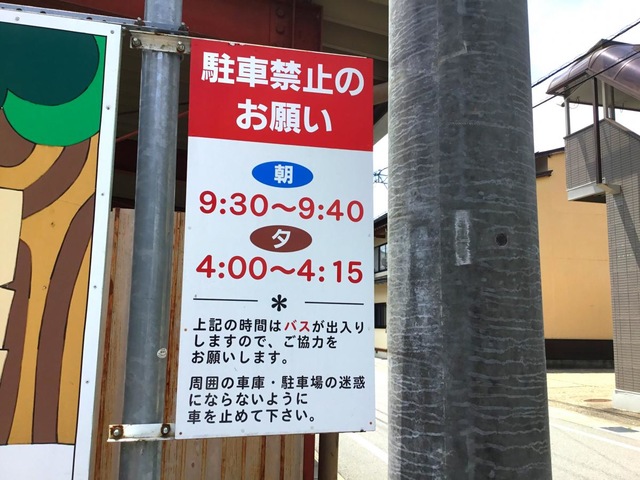 駐車禁止の
お願い
朝
9:30〜9:40
夕
4:00〜4:15
*
上記の時間はバスが出入り
しますので、ご協力を
お願いします。
周囲の車庫・駐車場の迷惑
にならないように
車を止めて下さい。